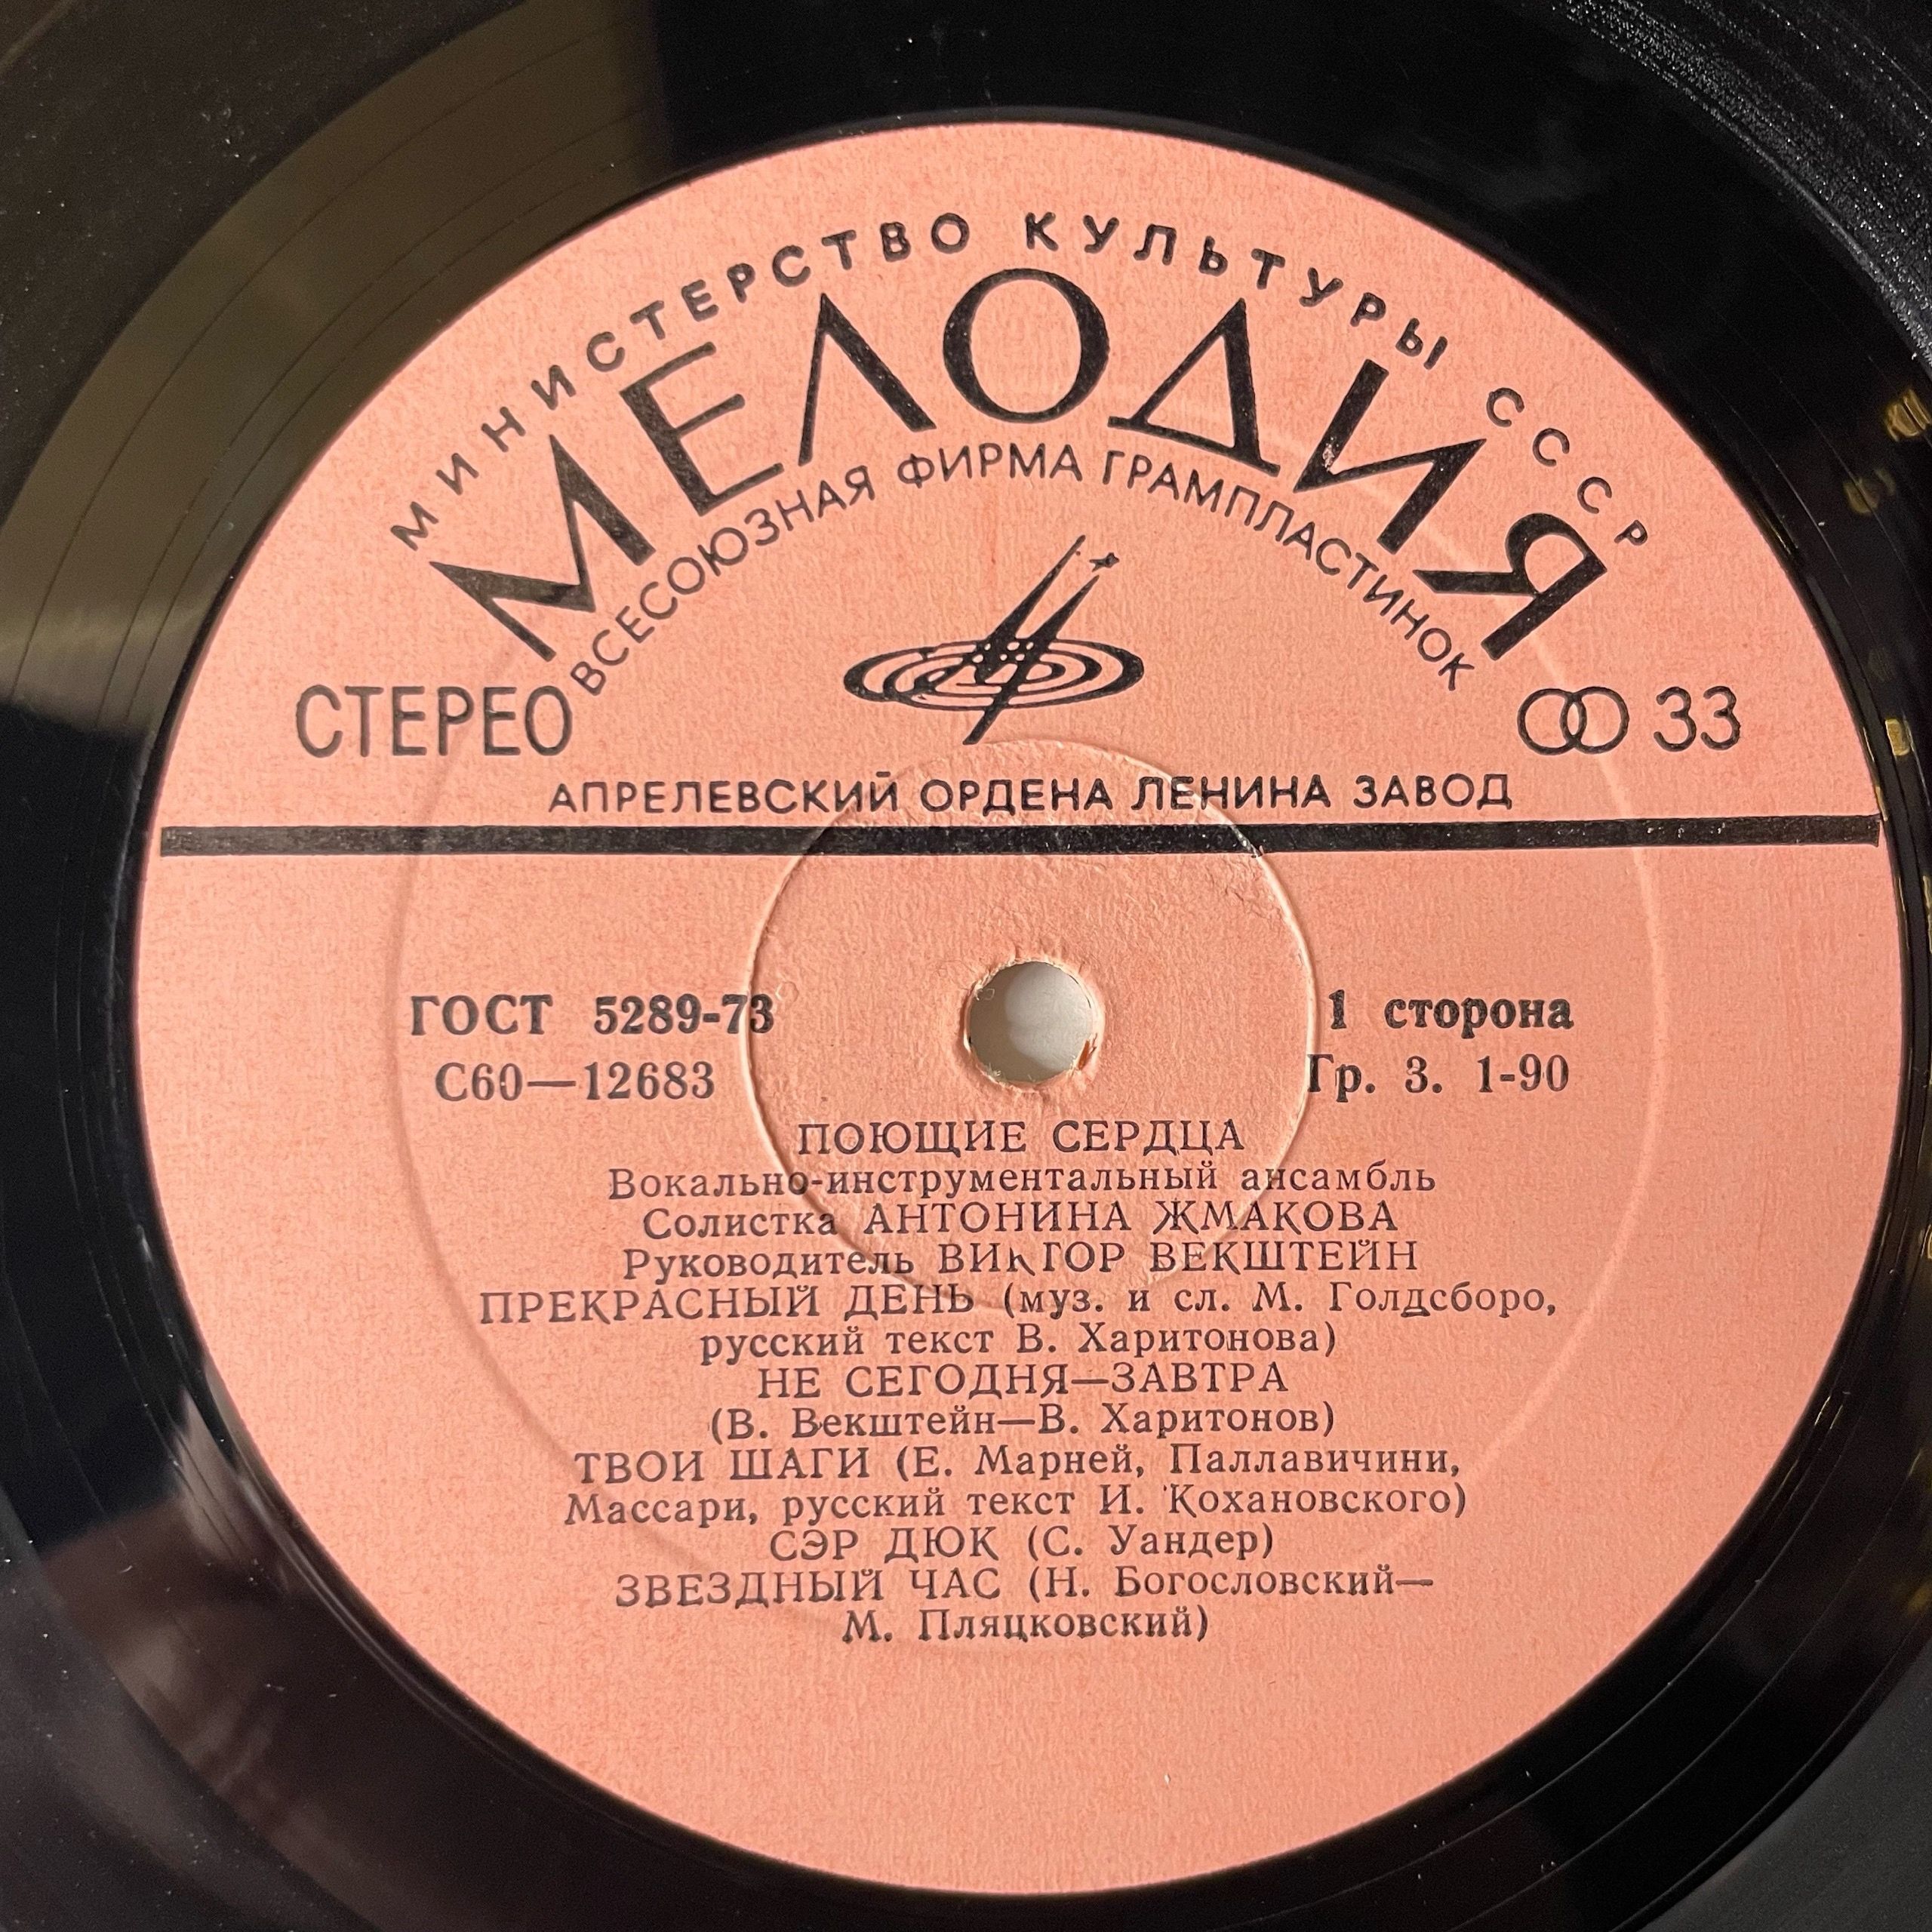 МИНИСТЕРСТВО КУЛЬТУРЫ СССР
МЕЛОДИЯ
ВСЕСОЮЗНАЯ ФИРМА ГРАМПЛАСТИНОК
СТЕРЕО
33
АПРЕЛЕВСКИЙ ОРДЕНА ЛЕНИНА ЗАВОД
ГОСТ 5289-73
1 сторона
С60—12683
Гр. 3. 1-90
ПОЮЩИЕ СЕРДЦА
Вокально-инструментальный ансамбль
Солистка АНТОНИНА ЖМАКОВА
Руководитель ВИКТОР ВЕКШТЕЙН
ПРЕКРАСНЫЙ ДЕНЬ (муз. и сл. М. Голдсборо,
русский текст В. Харитонова)
НЕ СЕГОДНЯ—ЗАВТРА
(В. Векштейн—В. Харитонов)
ТВОИ ШАГИ (Е. Марней, Паллавичини,
Массари, русский текст И. Кохановского)
СЭР ДЮК (С. Уандер)
ЗВЕЗДНЫЙ ЧАС (Н. Богословский—
М. Пляцковский)